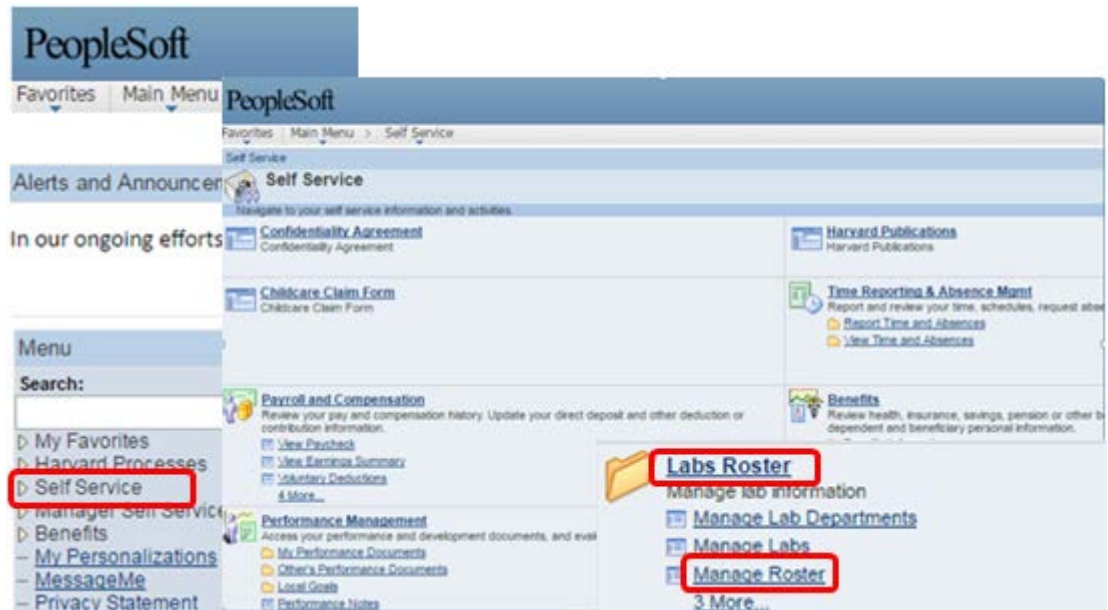 PeopleSoft
Favorites Main Menu
Alerts and Announcer
In our ongoing efforts
Menu
Search:
My Favorites
Harvard Processes
Self Service
Manager Self Service
Benefits
My Personalizations
MessageMe
Privacy Statement
PeopleSoft
Favorites Main Menu > Self Service
Self Service
Self Service
Navigate to your self service information and activities.
Confidentiality Agreement
Confidentiality Agreement
Harvard Publications
Harvard Publications
Childcare Claim Form
Childcare Claim Form
Time Reporting & Absence Mgmt
Report and review your time, schedules, request abse
Report Time and Absences
View Time and Absences
Payroll and Compensation
Review your pay and compensation history. Update your direct deposit and other deduction or
contribution information.
View Paycheck
View Earnings Summary
Voluntary Deductions
4 More...
Benefits
Review health, insurance, savings, pension or other b
dependent and beneficiary personal information.
Performance Management
Access your performance and development documents, and eval
My Performance Documents
Other's Performance Documents
Local Goals
Performance Notes
Labs Roster
Manage lab information
Manage Lab Departments
Manage Labs
Manage Roster
3 More...